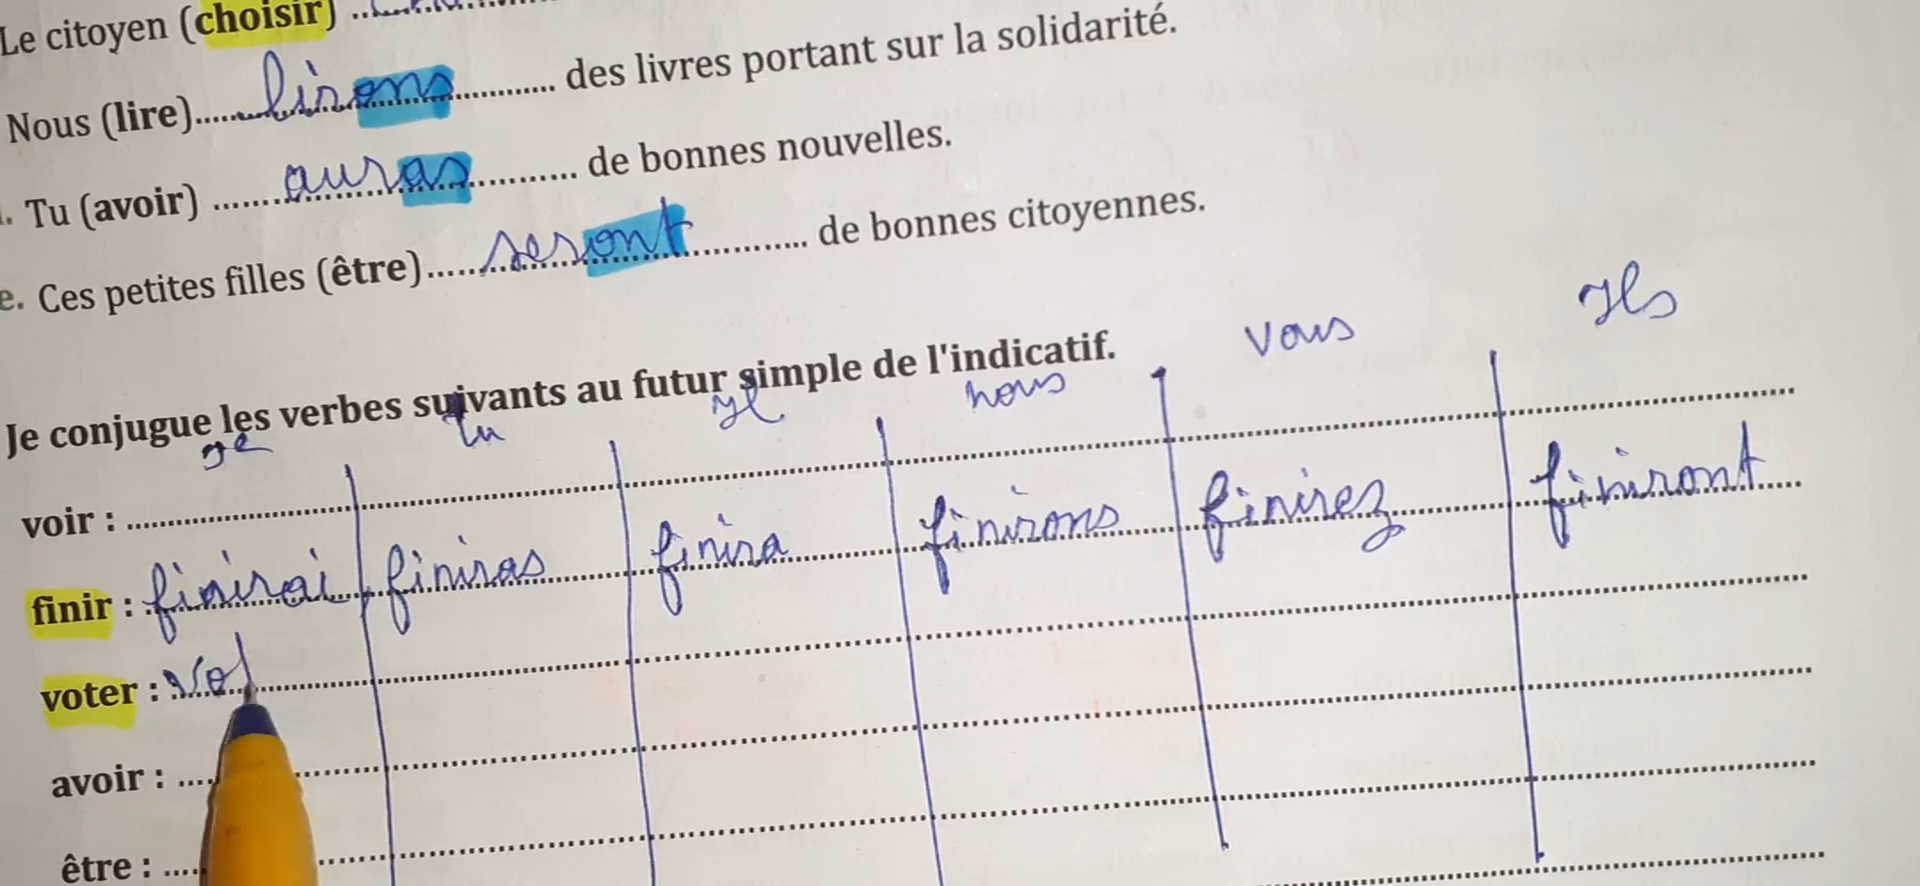 Le citoyen (choisir) ..
Nous (lire)......lirons.......... des livres portant sur la solidarité.
. Tu (avoir) .......auras.......... de bonnes nouvelles.
e. Ces petites filles (être).....seront........... de bonnes citoyennes.
Je conjugue les verbes suivants au futur simple de l'indicatif.
je tu Il nous vous Ils
voir : ........................................
finir : finirai finiras finira finirons finirez finiront
voter : vot
avoir : ....
être : ....